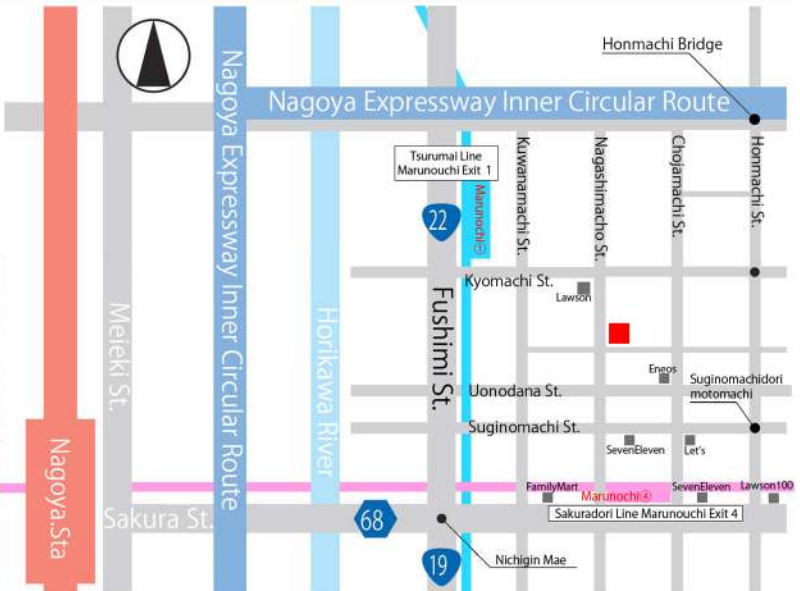 Honmachi Bridge
Nagoya Expressway Inner Circular Route
Nagoya Expressway Inner Circular Route
Tsurumai Line
Marunouchi Exit 1
Marunochi①
Kuwanamachi St.
Nagashimacho St.
Chojamachi St.
Honmachi St.
22
Kyomachi St.
Lawson
Meieki St.
Horikawa River
Fushimi St.
Eneos
Suginomachidori
motomachi
Uonodana St.
Suginomachi St.
SevenEleven
Let's
Nagoya.Sta
FamilyMart
Marunochi④
SevenEleven
Lawson100
Sakura St.
68
Sakuradori Line Marunouchi Exit 4
19
Nichigin Mae